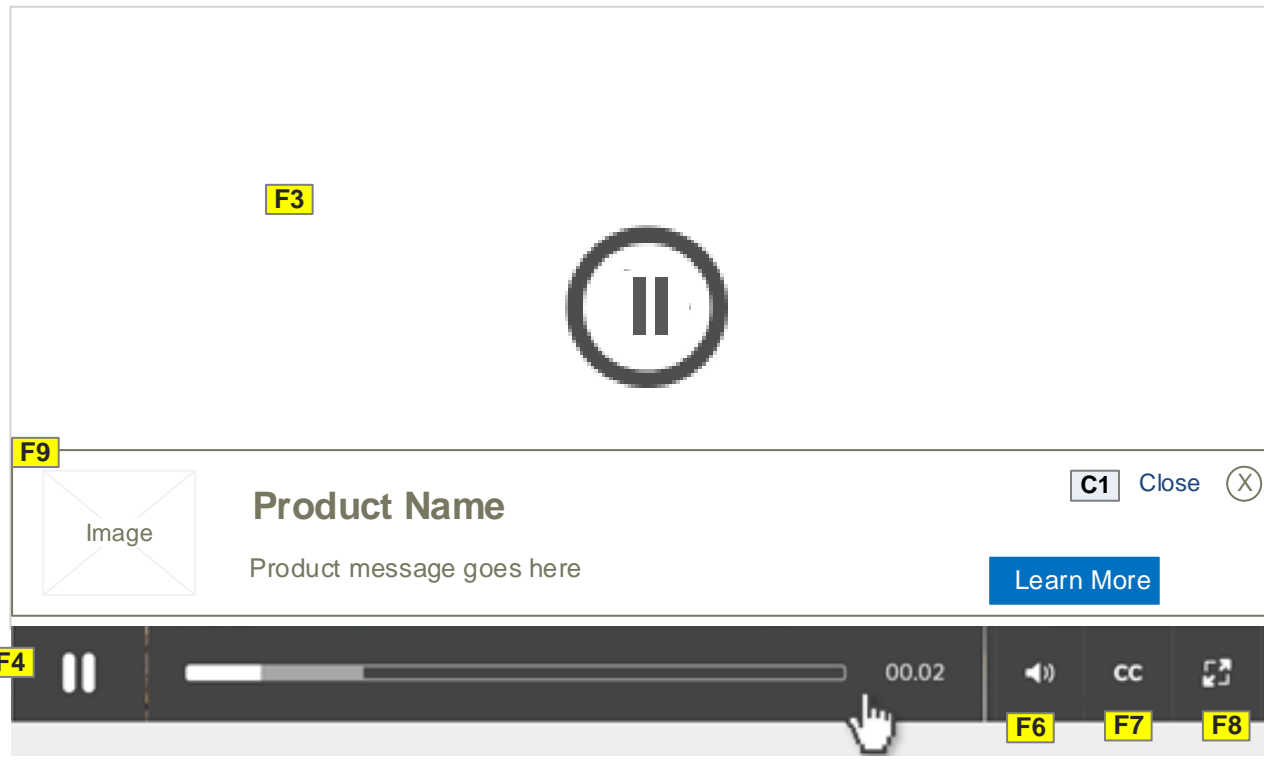 F3
F9
C1 Close X
Product Name
Image
Product message goes here
Learn More
F4
00.02 CC
F6 F7 F8